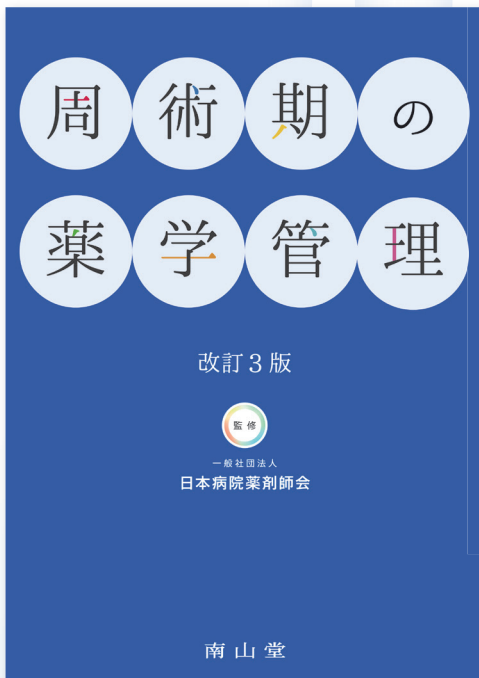 周術期の
薬学管理
改訂3版
監修
一般社団法人
日本病院薬剤師会
南山堂